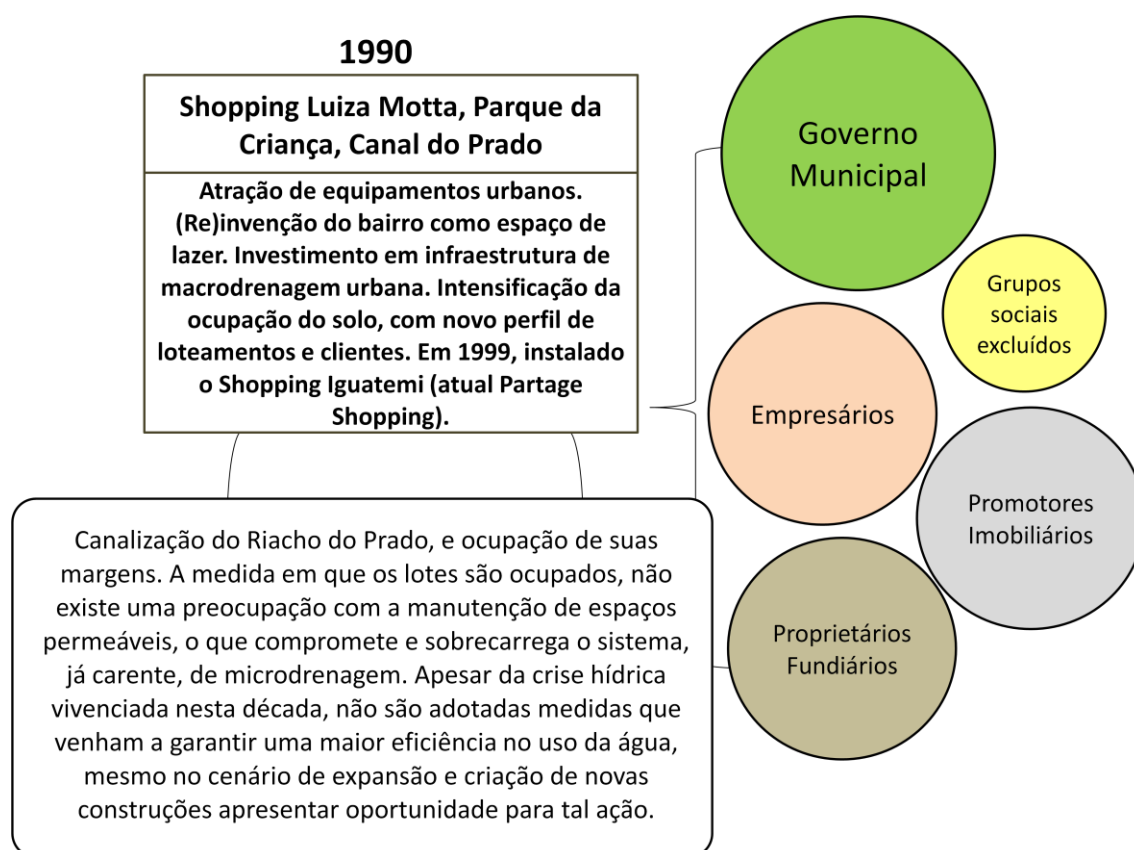 1990
Shopping Luiza Motta, Parque da
Criança, Canal do Prado
Atração de equipamentos urbanos.
(Re)invenção do bairro como espaço de
lazer. Investimento em infraestrutura de
macrodrenagem urbana. Intensificação da
ocupação do solo, com novo perfil de
loteamentos e clientes. Em 1999, instalado
o Shopping Iguatemi (atual Partage
Shopping).
Canalização do Riacho do Prado, e ocupação de suas
margens. A medida em que os lotes são ocupados, não
existe uma preocupação com a manutenção de espaços
permeáveis, o que compromete e sobrecarrega o sistema,
já carente, de microdrenagem. Apesar da crise hídrica
vivenciada nesta década, não são adotadas medidas que
venham a garantir uma maior eficiência no uso da água,
mesmo no cenário de expansão e criação de novas
construções apresentar oportunidade para tal ação.
Governo
Municipal
Grupos
sociais
excluídos
Empresários
Promotores
Imobiliários
Proprietários
Fundiários